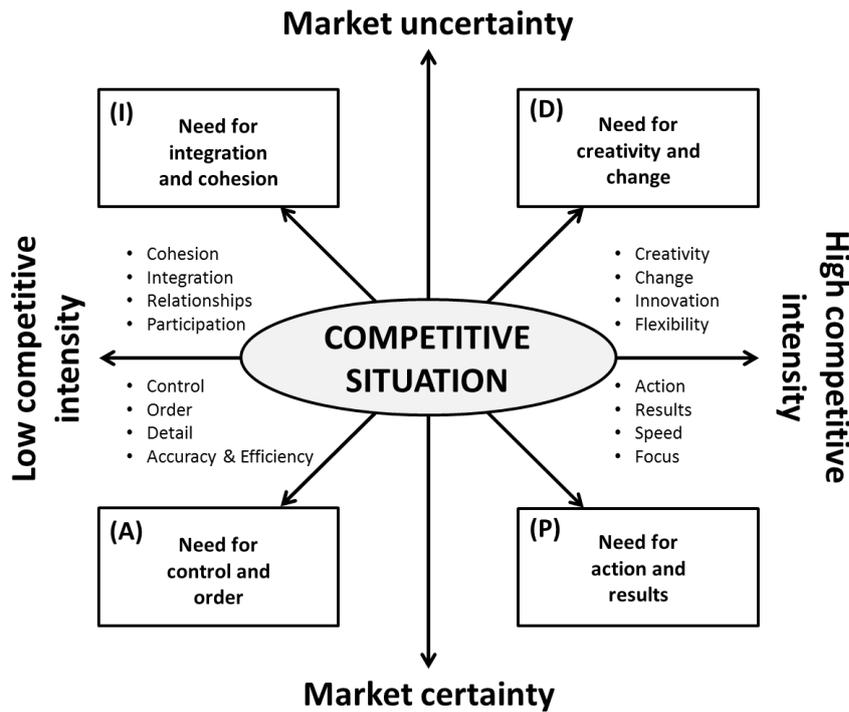 Market uncertainty
(I)
Need for
integration
and cohesion
(D)
Need for
creativity and
change
Low competitive
intensity
• Cohesion
• Integration
• Relationships
• Participation
• Creativity
• Change
• Innovation
• Flexibility
High competitive
intensity
COMPETITIVE
SITUATION
• Control
• Order
• Detail
• Accuracy & Efficiency
• Action
• Results
• Speed
• Focus
(A)
Need for
control and
order
(P)
Need for
action and
results
Market certainty